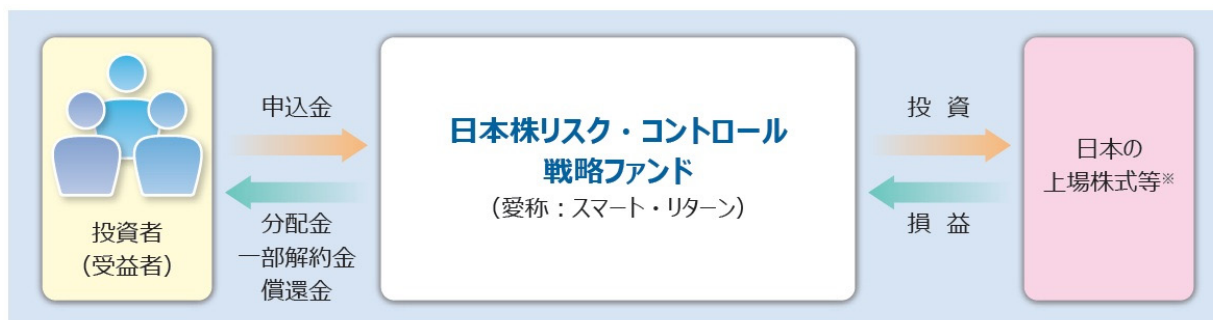 投資者
（受益者）
申込金
分配金
一部解約金
償還金
日本株リスク・コントロール
戦略ファンド
（愛称：スマート・リターン）
投 資
損 益
日本の
上場株式等※